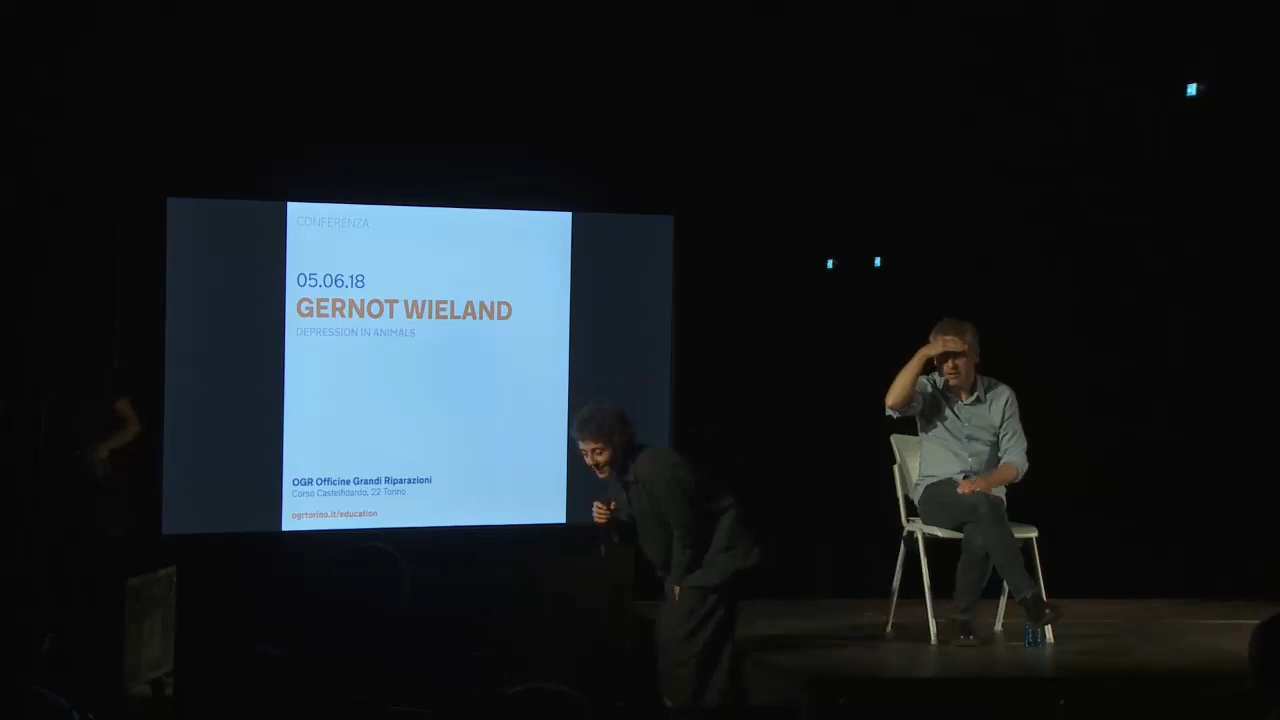 CONFERENZA
05.06.18
GERNOT WIELAND
DEPRESSION IN ANIMALS
OGR Officine Grandi Riparazioni
Corso Castelfidardo, 22 Torino
ogrtorino.it/education